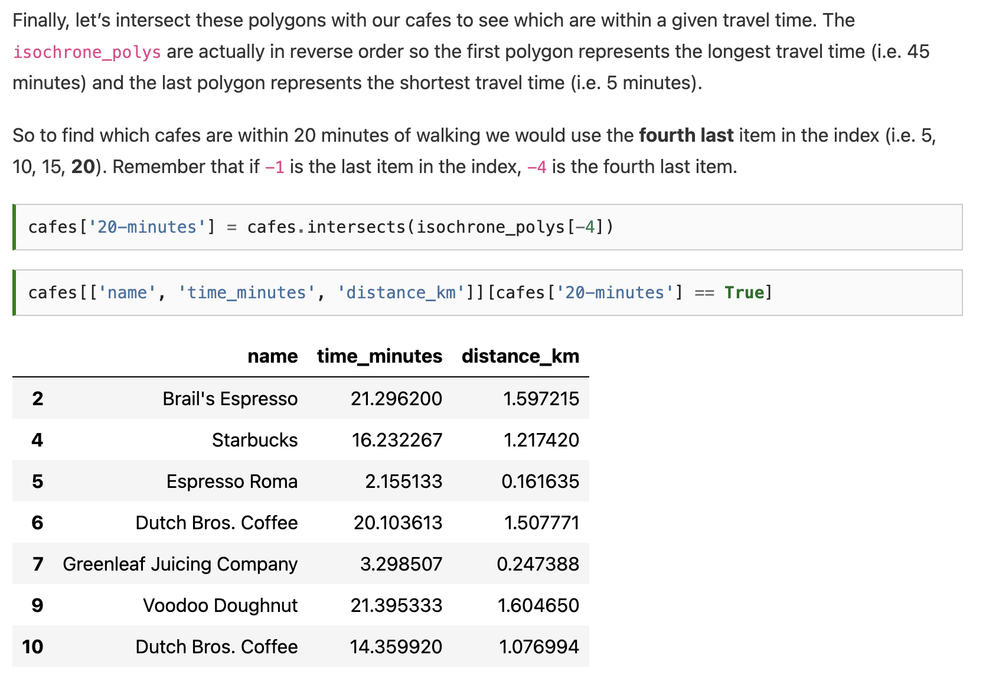 Finally, let’s intersect these polygons with our cafes to see which are within a given travel time. The
isochrone_polys are actually in reverse order so the first polygon represents the longest travel time (i.e. 45
minutes) and the last polygon represents the shortest travel time (i.e. 5 minutes).
So to find which cafes are within 20 minutes of walking we would use the fourth last item in the index (i.e. 5,
10, 15, 20). Remember that if -1 is the last item in the index, -4 is the fourth last item.
cafes['20-minutes'] = cafes.intersects(isochrone_polys[-4])
cafes[['name', 'time_minutes', 'distance_km']][cafes['20-minutes'] == True]
name time_minutes distance_km
2 Brail's Espresso 21.296200 1.597215
4 Starbucks 16.232267 1.217420
5 Espresso Roma 2.155133 0.161635
6 Dutch Bros. Coffee 20.103613 1.507771
7 Greenleaf Juicing Company 3.298507 0.247388
9 Voodoo Doughnut 21.395333 1.604650
10 Dutch Bros. Coffee 14.359920 1.076994